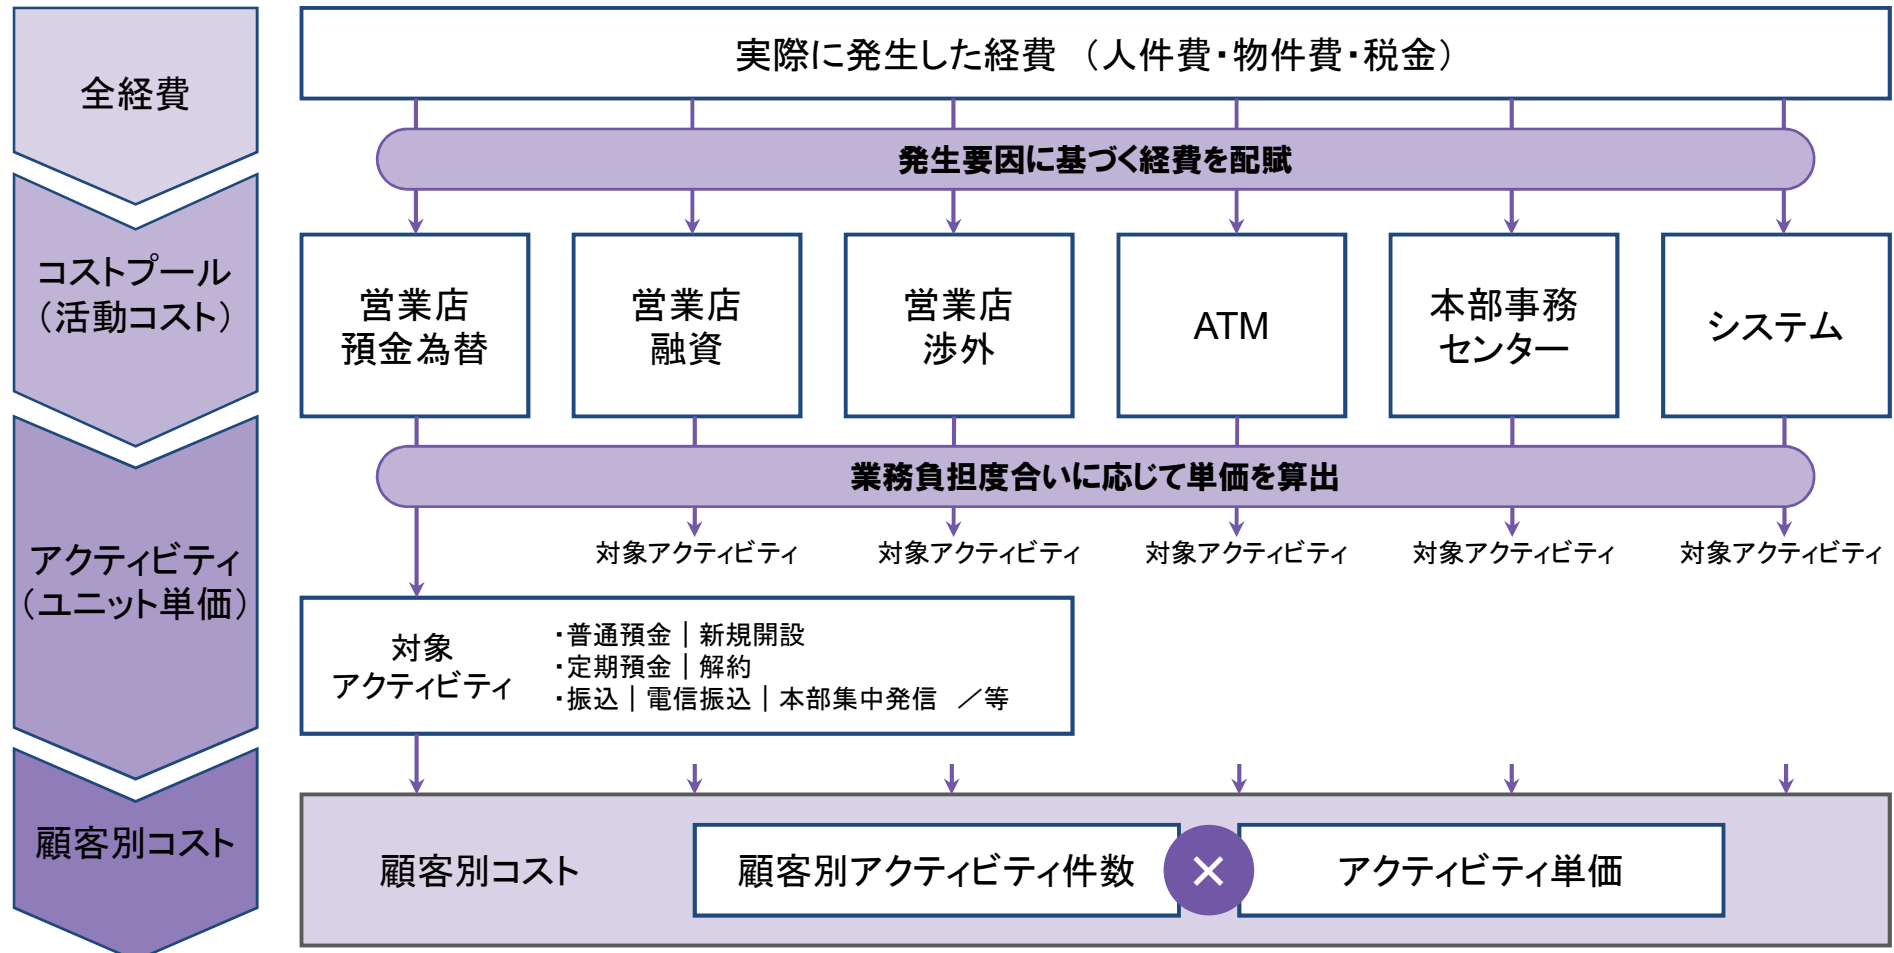 全経費
実際に発生した経費　（人件費・物件費・税金）
発生要因に基づく経費を配賦
コストプール
（活動コスト）
営業店
預金為替
営業店
融資
営業店
渉外
ATM
本部事務
センター
システム
業務負担度合いに応じて単価を算出
アクティビティ
（ユニット単価）
対象アクティビティ
対象アクティビティ
対象アクティビティ
対象アクティビティ
対象アクティビティ
対象
アクティビティ
・普通預金｜新規開設
・定期預金｜解約
・振込｜電信振込｜本部集中発信　／等
顧客別コスト
顧客別コスト
顧客別アクティビティ件数
×
アクティビティ単価